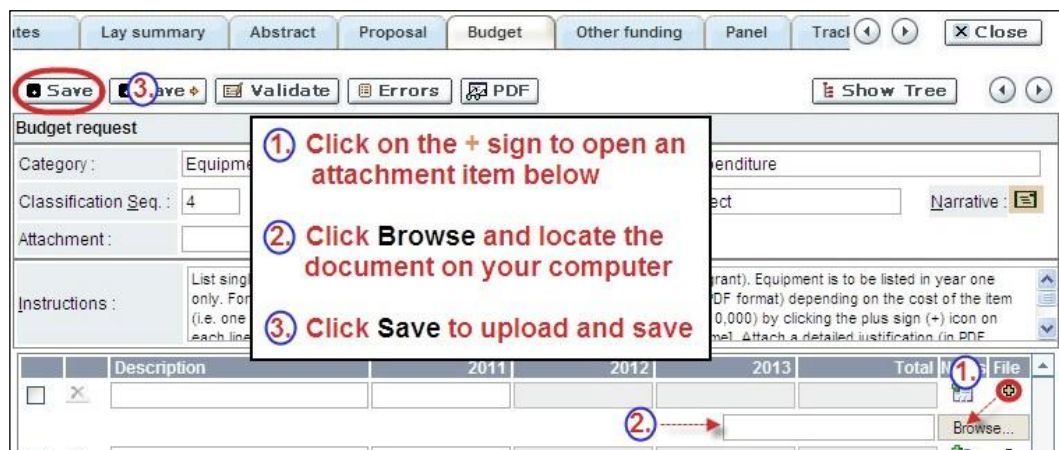 ites Lay summary Abstract Proposal Budget Other funding Panel Track Close
Save 3. ave Validate Errors PDF Show Tree
Budget request
Category : Equipme enditure
Classification Seq. : 4 ect Narrative :
Attachment :
1. Click on the + sign to open an
attachment item below
2. Click Browse and locate the
document on your computer
3. Click Save to upload and save
Instructions :
List singl grant). Equipment is to be listed in year one
only. For PDF format) depending on the cost of the item
(i.e. one 0,000) by clicking the plus sign (+) icon on
each line me]. Attach a detailed justification (in PDF
Description 2011 2012 2013 Total N s File
1.
2. Browse...